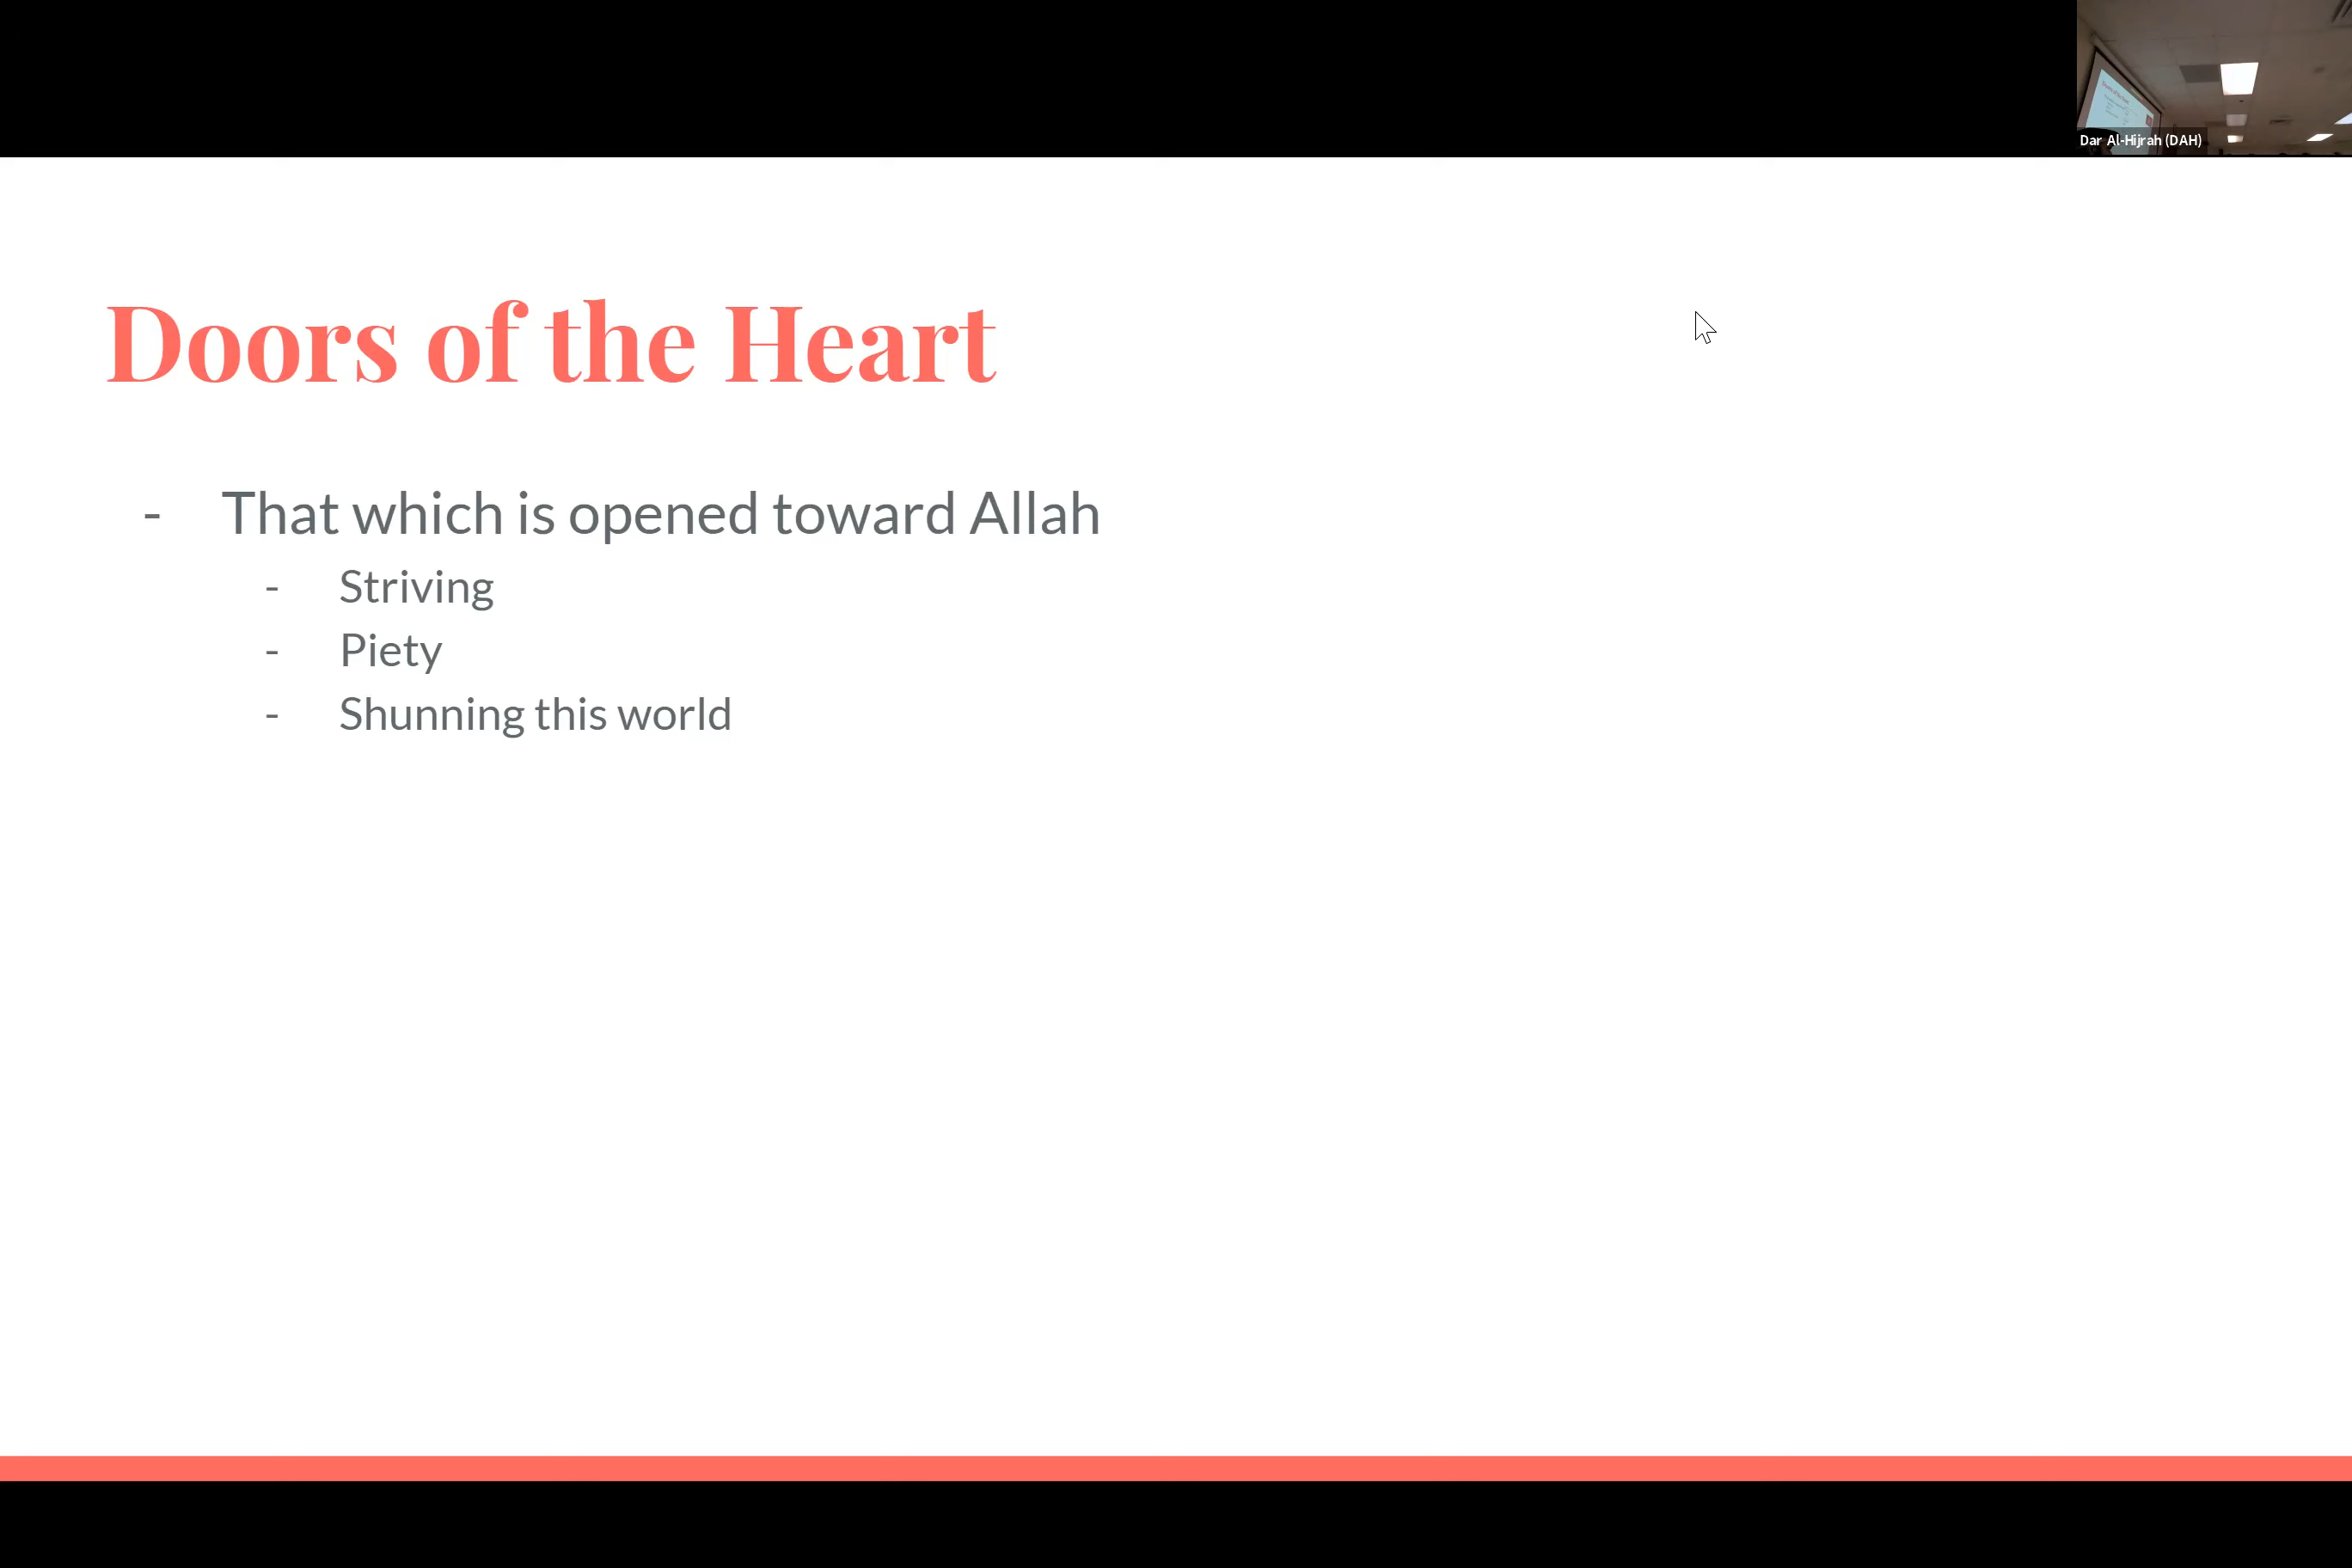 Dar Al-Hijrah (DAH)
Doors of the Heart
- That which is opened toward Allah
- Striving
- Piety
- Shunning this world